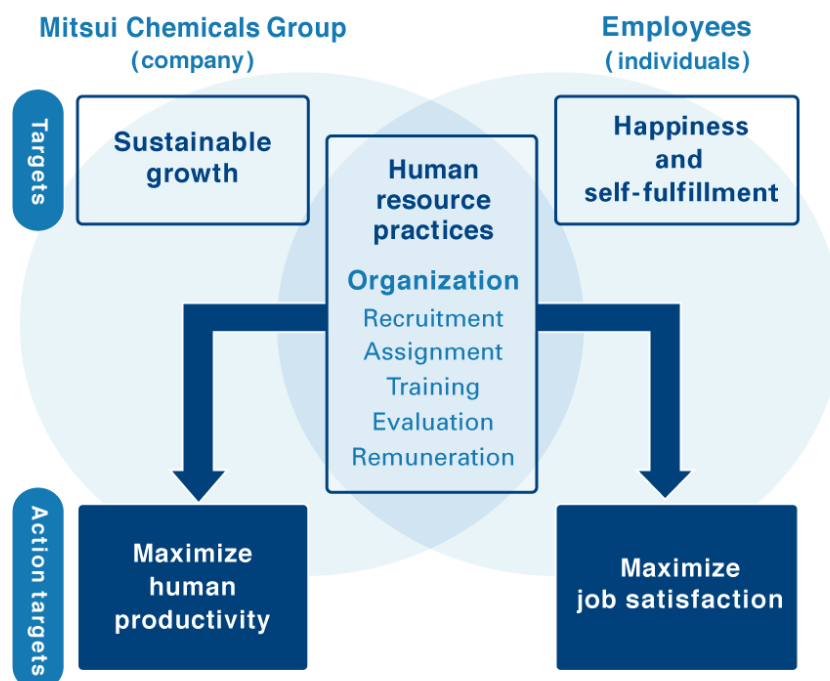 Mitsui Chemicals Group
(company)
Employees
(individuals)
Targets
Sustainable
growth
Human
resource
practices
Organization
Recruitment
Assignment
Training
Evaluation
Remuneration
Happiness
and
self-fulfillment
Action targets
Maximize
human
productivity
Maximize
job satisfaction